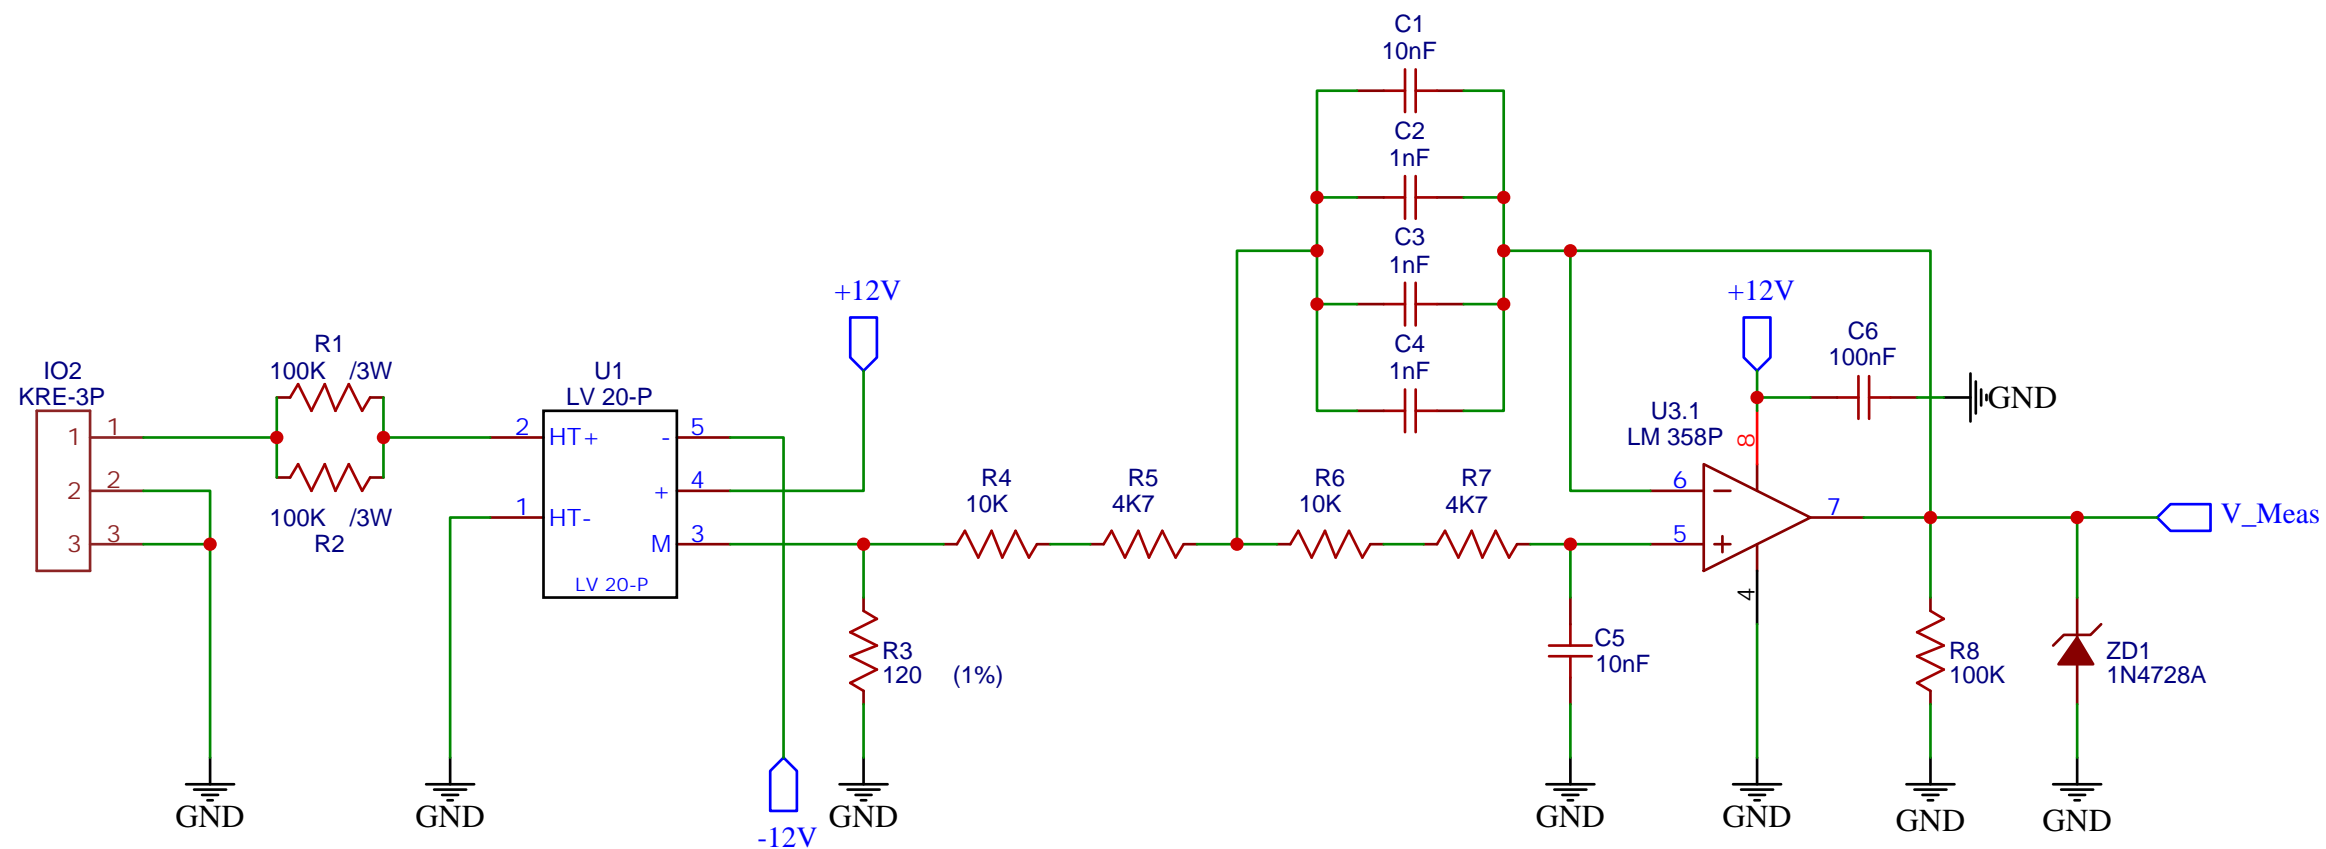 C1
10nF
C2
1nF
C3
1nF
C4
1nF
+12V
+12V
C6
100nF
GND
R1
100K /3W
IO2
KRE-3P
U1
LV 20-P
U3.1
LM 358P
8
1 1
2 HT+
- 5
2 2
+ 4
1 HT-
3 3
M 3
LV 20-P
100K /3W
R2
R4
10K
R5
4K7
R6
10K
R7
4K7
6
5
7
4
V_Meas
R3
120 (1%)
C5
10nF
R8
100K
ZD1
1N4728A
GND
GND
-12V
GND
GND
GND
GND
GND